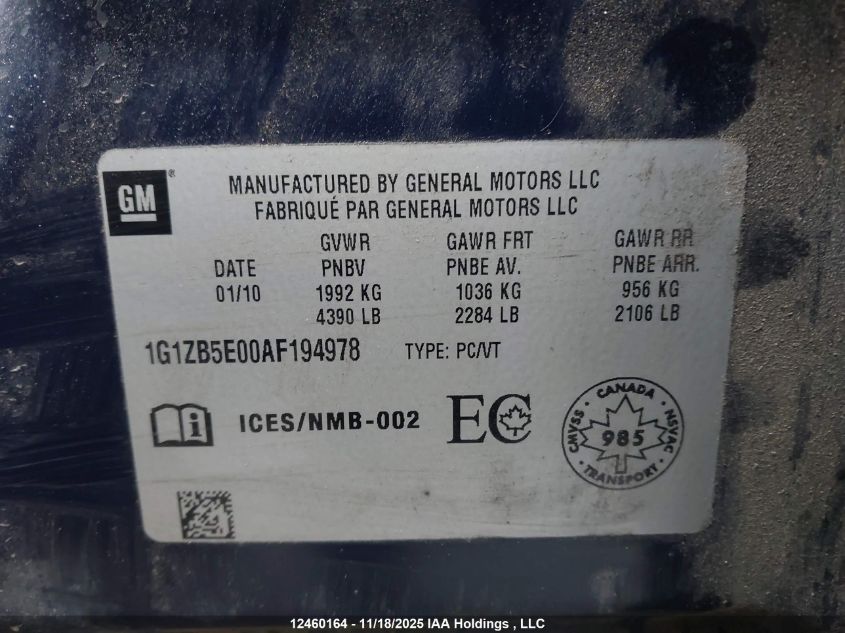 GM
MANUFACTURED BY GENERAL MOTORS LLC
FABRIQUÉ PAR GENERAL MOTORS LLC
GVWR GAWR FRT GAWR RR
DATE PNBV PNBE AV. PNBE ARR.
01/10 1992 KG 1036 KG 956 KG
4390 LB 2284 LB 2106 LB
1G1ZB5E00AF194978 TYPE: PC/VT
i ICES/NMB-002 EC
CANADA
CMVSS 985 NSVAC
TRANSPORT
12460164 - 11/18/2025 IAA Holdings , LLC